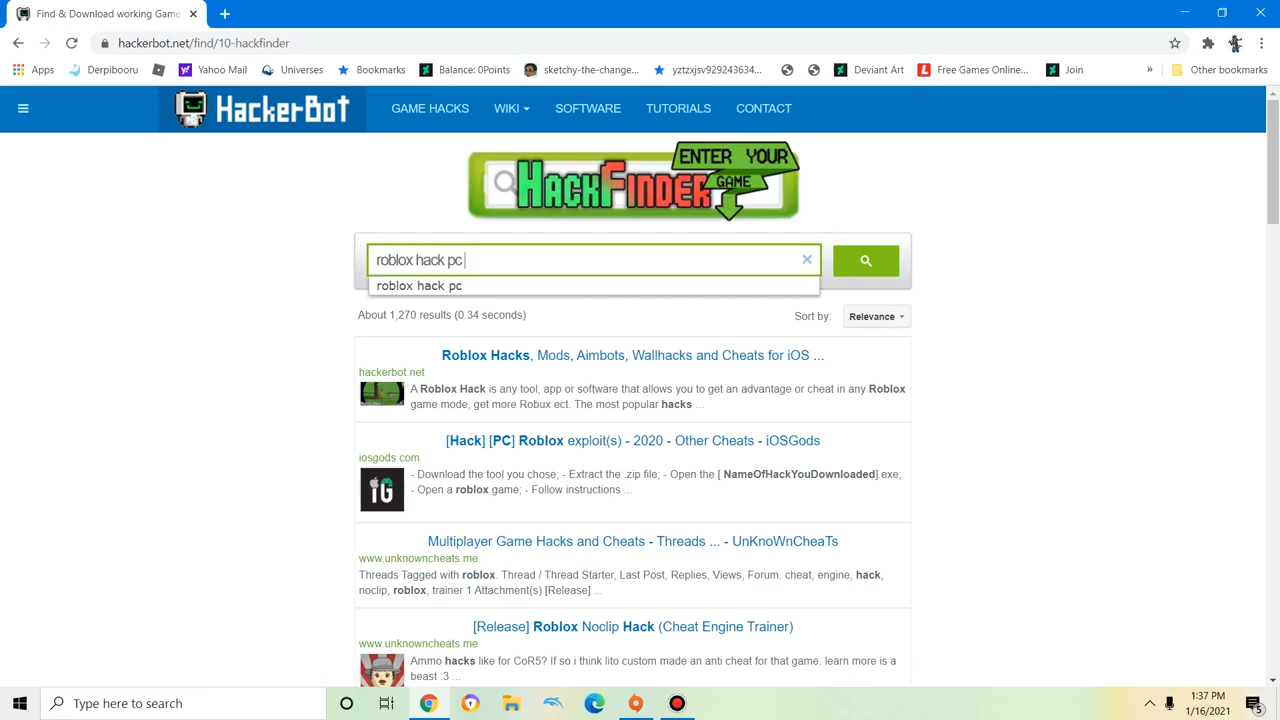 Find & Download working Game
hackerbot.net/find/10-hackfinder
Apps
Derpibooru
Yahoo Mail
Universes
Bookmarks
Balance: 0Points
sketchy-the-change...
yztzxjsv929243634...
Deviant Art
Free Games Online...
Join
»
Other bookmarks
HackerBot
GAME HACKS
WIKI
SOFTWARE
TUTORIALS
CONTACT
ENTER YOUR
HACKFINDER
GAME
roblox hack pc
roblox hack pc
About 1,270 results (0.34 seconds)
Sort by:
Relevance
Roblox Hacks, Mods, Aimbots, Wallhacks and Cheats for iOS ...
hackerbot.net
A Roblox Hack is any tool, app or software that allows you to get an advantage or cheat in any Roblox
game mode, get more Robux ect. The most popular hacks ...
[Hack] [PC] Roblox exploit(s) - 2020 - Other Cheats - iOSGods
iosgods.com
iG
- Download the tool you chose; - Extract the .zip file; - Open the [ NameOfHackYouDownloaded].exe;
- Open a roblox game; - Follow instructions ...
Multiplayer Game Hacks and Cheats - Threads ... - UnKnoWnCheaTs
www.unknowncheats.me
Threads Tagged with roblox. Thread / Thread Starter, Last Post, Replies, Views, Forum. cheat, engine, hack,
noclip, roblox, trainer 1 Attachment(s) [Release] ...
[Release] Roblox Noclip Hack (Cheat Engine Trainer)
www.unknowncheats.me
Ammo hacks like for CoR5? If so i think lito custom made an anti cheat for that game. learn more is a
beast :3 ...
Type here to search
1:37 PM
1/16/2021
5